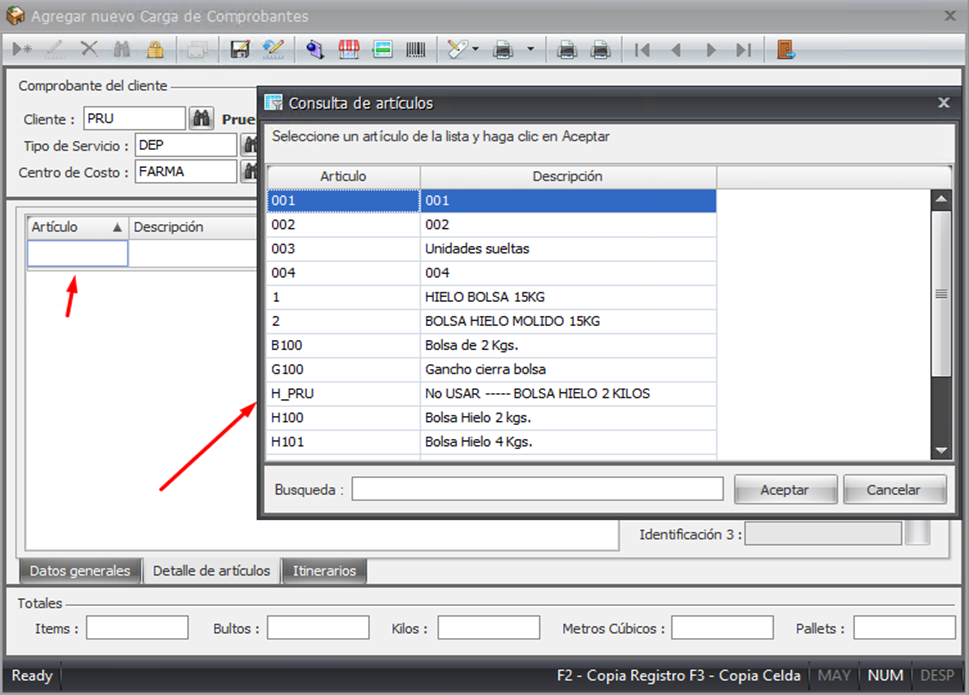 Agregar nuevo Carga de Comprobantes
Comprobante del cliente
Cliente : PRU Prue
Tipo de Servicio : DEP
Centro de Costo : FARMA
Artículo Descripción
Consulta de artículos
Seleccione un artículo de la lista y haga clic en Aceptar
Articulo Descripción
001 001
002 002
003 Unidades sueltas
004 004
1 HIELO BOLSA 15KG
2 BOLSA HIELO MOLIDO 15KG
B100 Bolsa de 2 Kgs.
G100 Gancho cierra bolsa
H_PRU No USAR ----- BOLSA HIELO 2 KILOS
H100 Bolsa Hielo 2 kgs.
H101 Bolsa Hielo 4 Kgs.
Busqueda : Aceptar Cancelar
Identificación 3 :
Datos generales Detalle de artículos Itinerarios
Totales
Items : Bultos : Kilos : Metros Cúbicos : Pallets :
Ready F2 - Copia Registro F3 - Copia Celda MAY NUM DESP